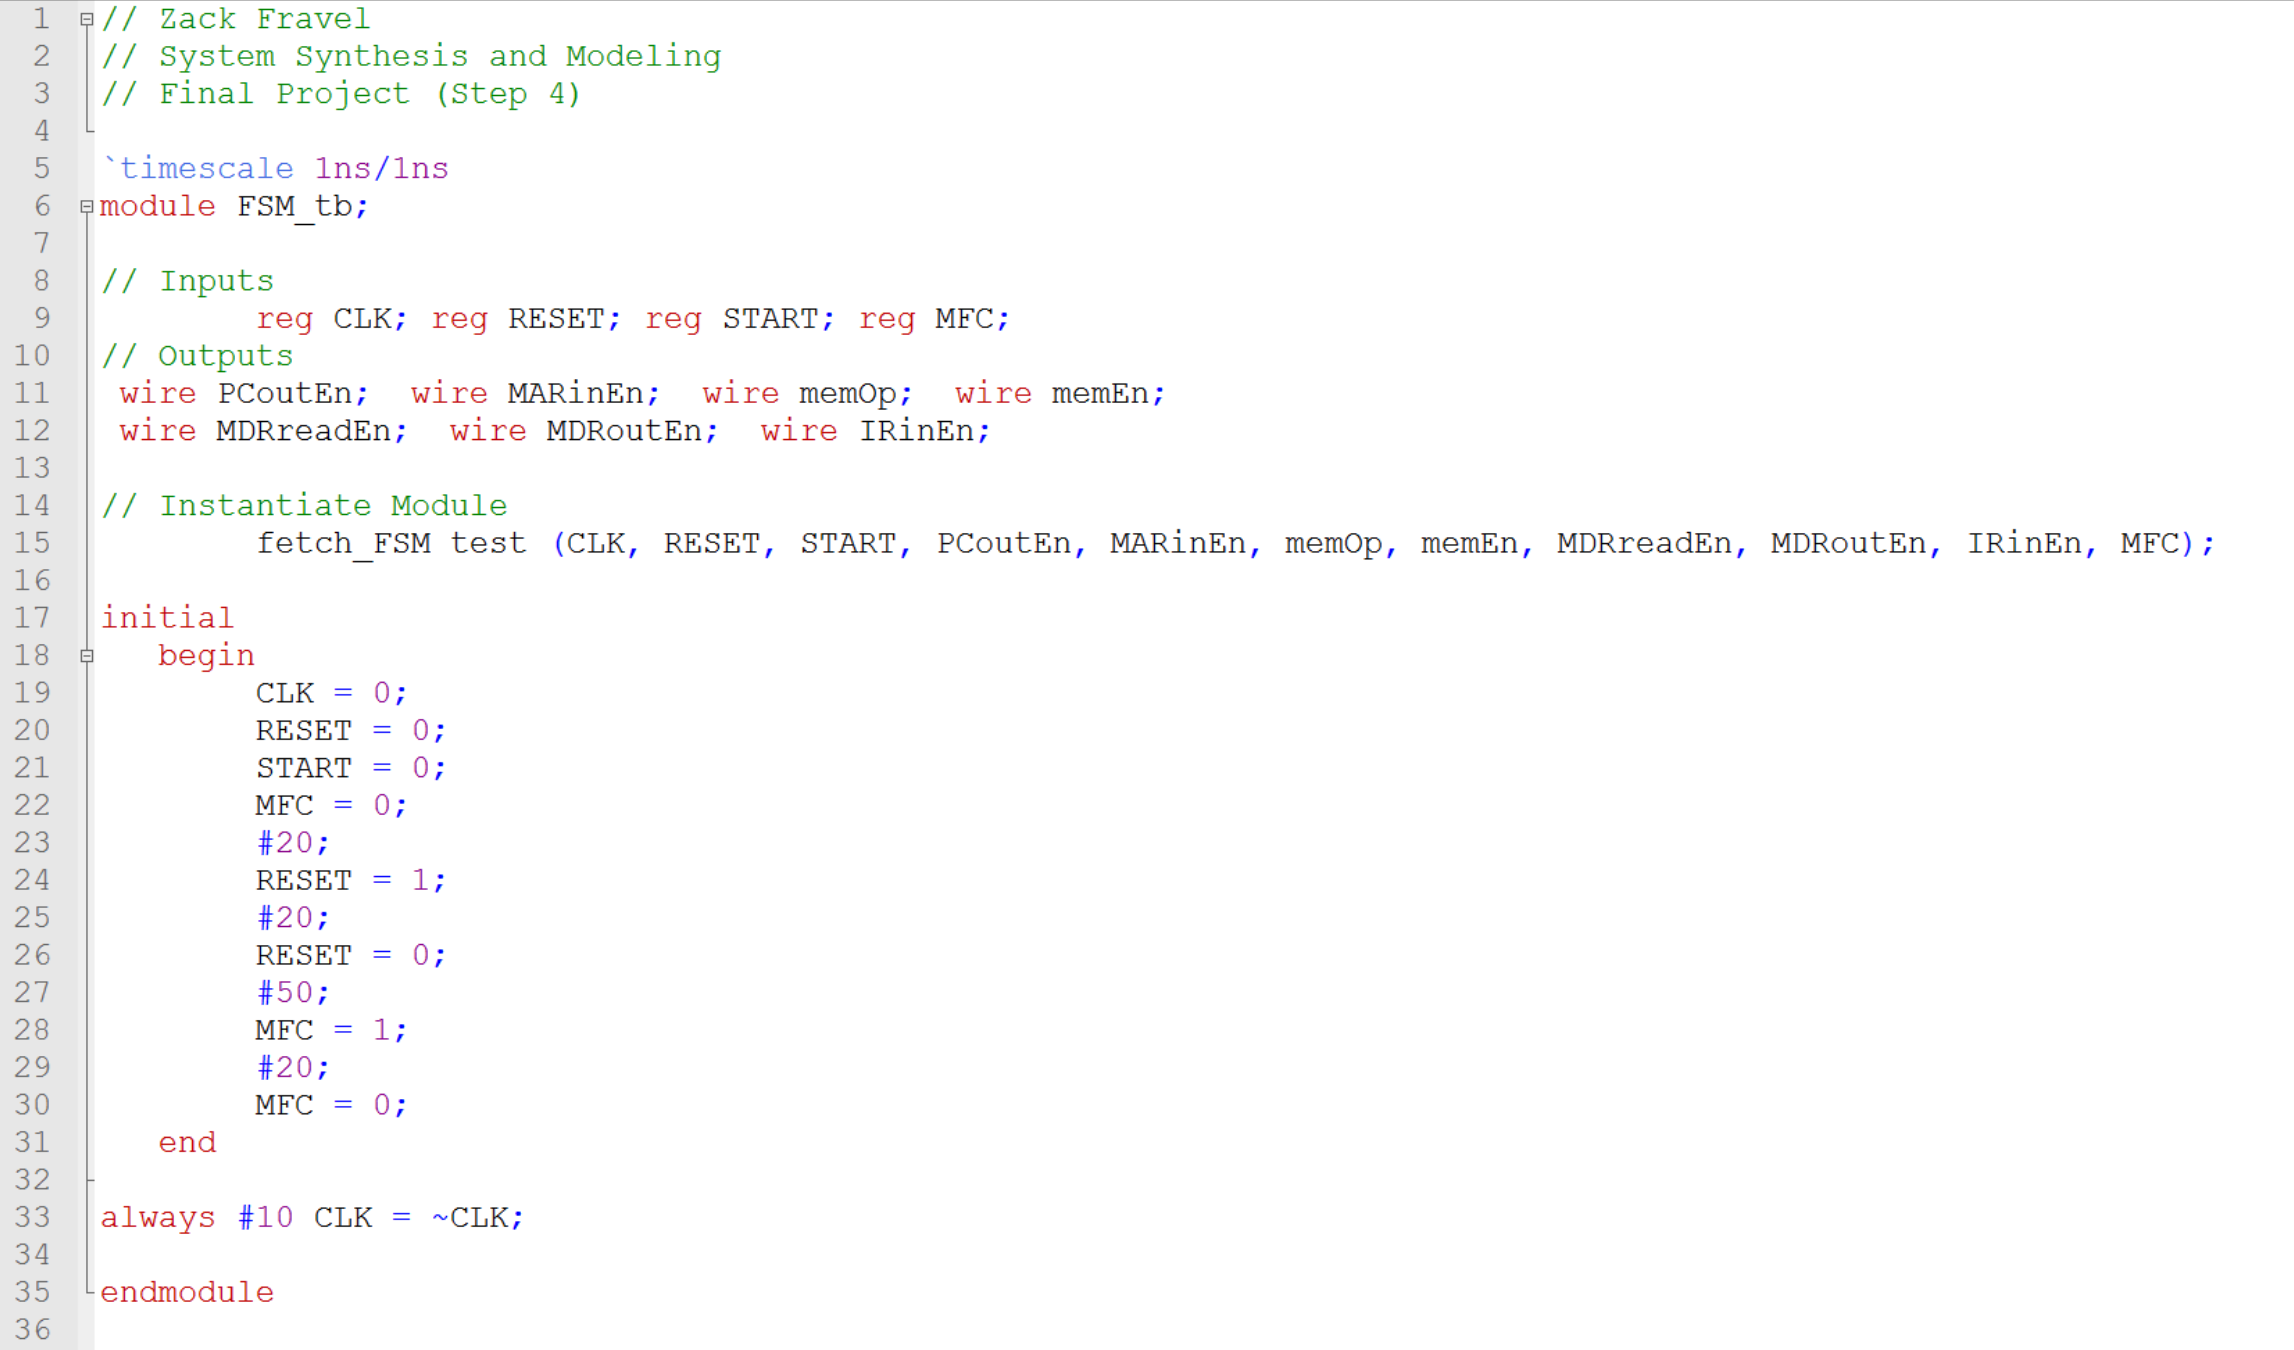 1 // Zack Fravel
2 // System Synthesis and Modeling
3 // Final Project (Step 4)
4
5 `timescale 1ns/1ns
6 module FSM_tb;
7
8 // Inputs
9 reg CLK; reg RESET; reg START; reg MFC;
10 // Outputs
11 wire PCoutEn;  wire MARinEn;  wire memOp;  wire memEn;
12 wire MDRreadEn;  wire MDRoutEn;  wire IRinEn;
13
14 // Instantiate Module
15 fetch_FSM test (CLK, RESET, START, PCoutEn, MARinEn, memOp, memEn, MDRreadEn, MDRoutEn, IRinEn, MFC);
16
17 initial
18 begin
19 CLK = 0;
20 RESET = 0;
21 START = 0;
22 MFC = 0;
23 #20;
24 RESET = 1;
25 #20;
26 RESET = 0;
27 #50;
28 MFC = 1;
29 #20;
30 MFC = 0;
31 end
32
33 always #10 CLK = ~CLK;
34
35 endmodule
36